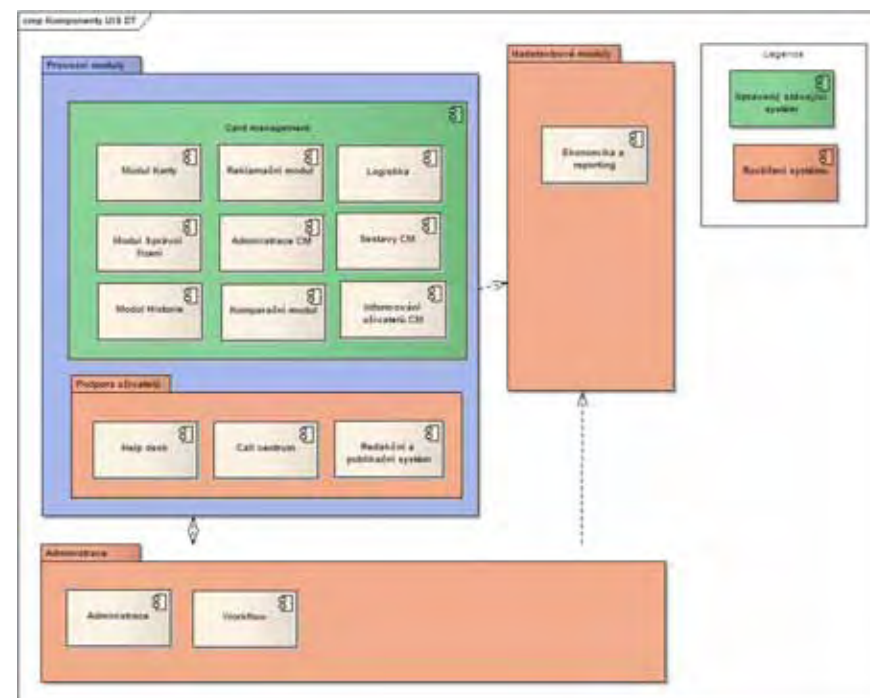 cmp Komponenty UIS DT
Provozní moduly
Card management
Modul Karty
Reklamační modul
Logistika
Modul Správní
řízení
Administrace CM
Sestavy CM
Modul Historie
Komparační modul
Informování
uživatelů CM
Podpora uživatelů
Help desk
Call centrum
Redakční a
publikační systém
Nadstavbové moduly
Ekonomika a
reporting
Legenda
Upravený stávající
systém
Rozšíření systému
Administrace
Administrace
Workflow